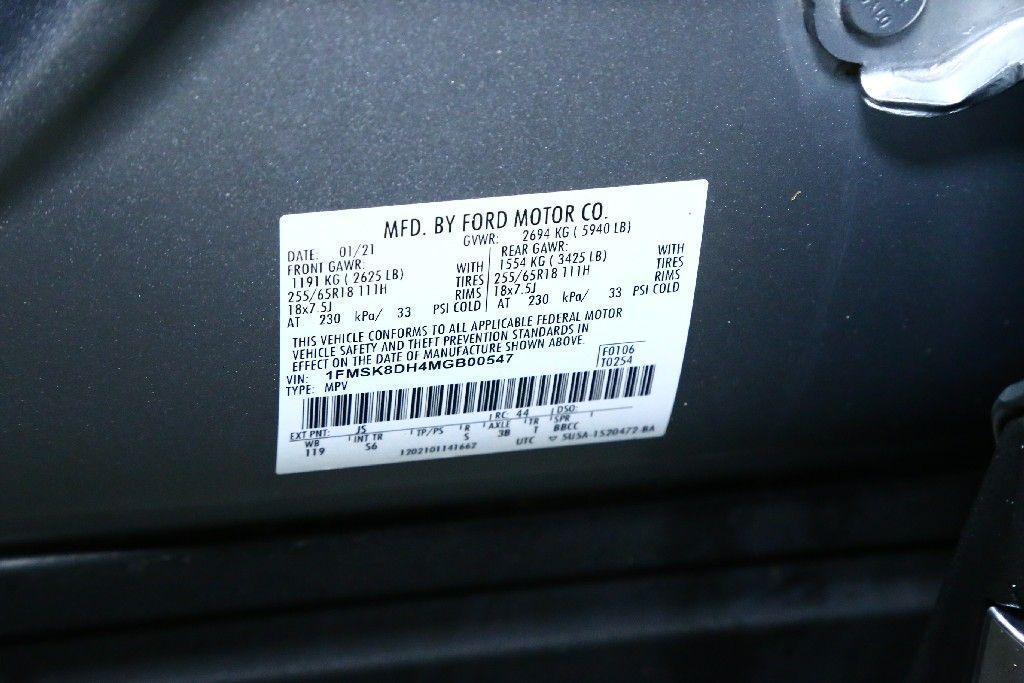 MFD. BY FORD MOTOR CO.
DATE: 01/21 GVWR: 2694 KG ( 5940 LB)
FRONT GAWR: REAR GAWR:
1191 KG ( 2625 LB) WITH 1554 KG ( 3425 LB) WITH
255/65R18 111H TIRES 255/65R18 111H TIRES
18x7.5J RIMS 18x7.5J RIMS
AT 230 kPa/ 33 PSI COLD AT 230 kPa/ 33 PSI COLD
THIS VEHICLE CONFORMS TO ALL APPLICABLE FEDERAL MOTOR
VEHICLE SAFETY AND THEFT PREVENTION STANDARDS IN
EFFECT ON THE DATE OF MANUFACTURE SHOWN ABOVE.
VIN: 1FMSK8DH4MGB00547 F0106
TYPE: MPV T0254
EXT PNT: JS RC: 44 DSO:
WB INT TR TP/PS R AXLE TR SPR
119 S6 S 3B T BBCC
1202101141662 UTC SU5A-1520472-BA